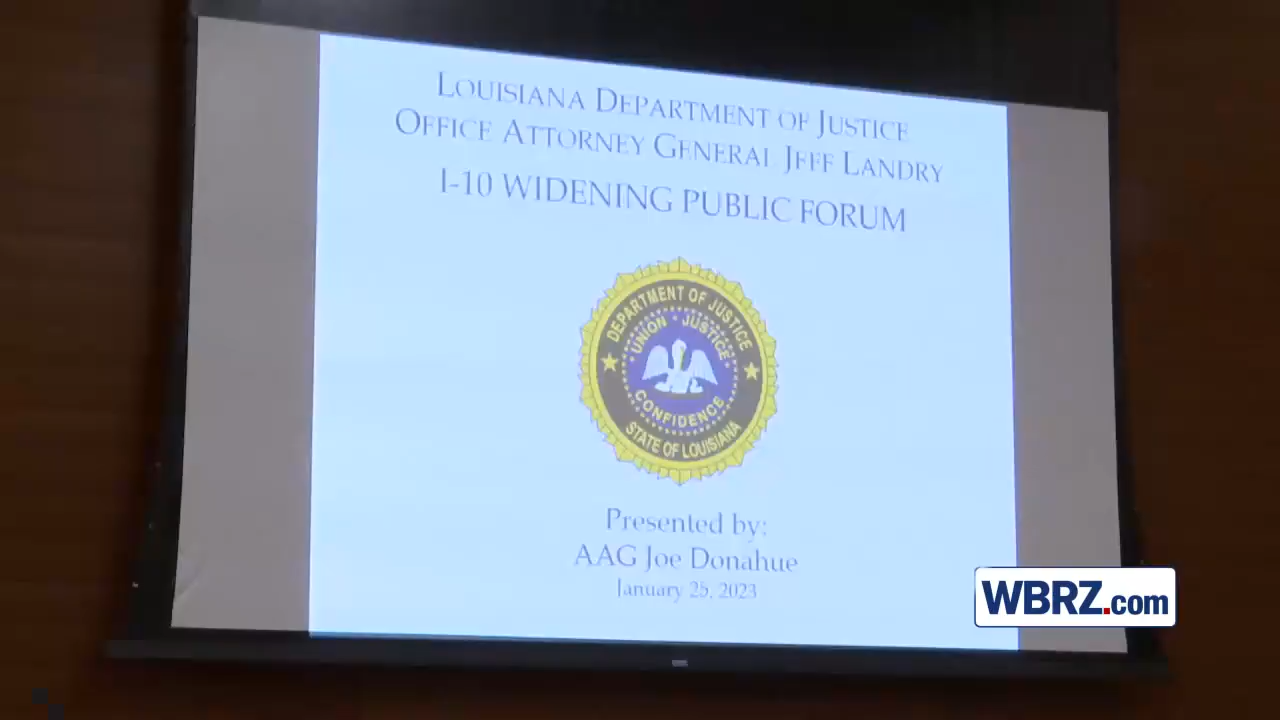 LOUISIANA DEPARTMENT OF JUSTICE
OFFICE ATTORNEY GENERAL JEFF LANDRY
I-10 WIDENING PUBLIC FORUM
DEPARTMENT OF JUSTICE
UNION · JUSTICE
CONFIDENCE
STATE OF LOUISIANA
Presented by:
AAG Joe Donahue
January 25, 2023
WBRZ.com